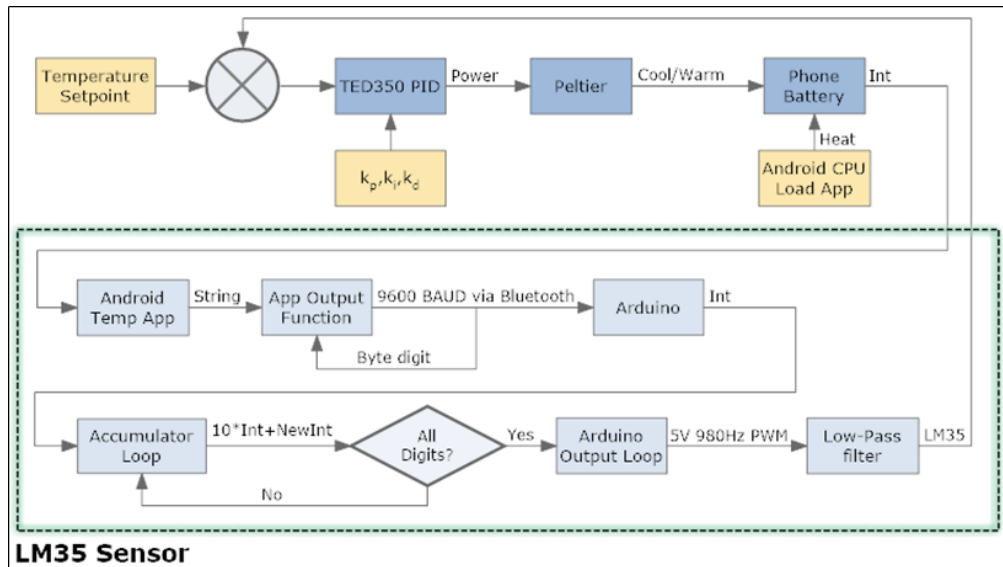 Temperature
Setpoint
TED350 PID
Power
Peltier
Cool/Warm
Phone
Battery
Int
Heat
kp,ki,kd
Android CPU
Load App
Android
Temp App
String
App Output
Function
9600 BAUD via Bluetooth
Arduino
Int
Byte digit
Accumulator
Loop
10*Int+NewInt
All
Digits?
Yes
Arduino
Output Loop
5V 980Hz PWM
Low-Pass
filter
LM35
No
LM35 Sensor